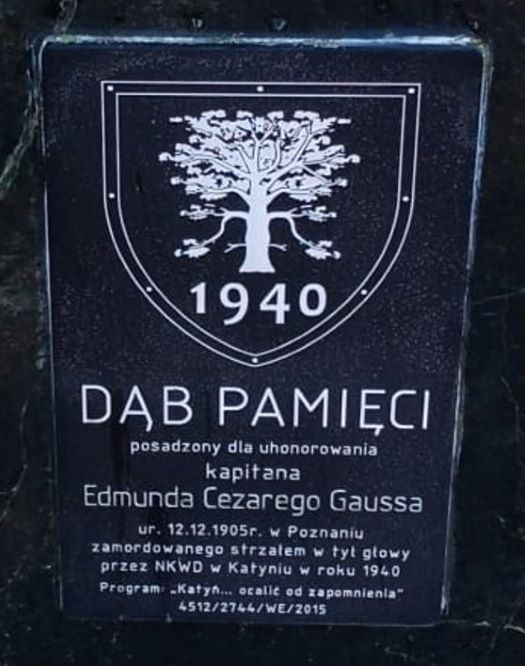 1940
DĄB PAMIĘCI
posadzony dla uhonorowania
kapitana
Edmunda Cezarego Gaussa
ur. 12.12.1905r. w Poznaniu
zamordowanego strzałem w tył głowy
przez NKWD w Katyniu w roku 1940
Program: „Katyń... ocalić od zapomnienia"
4512/2744/WE/2015